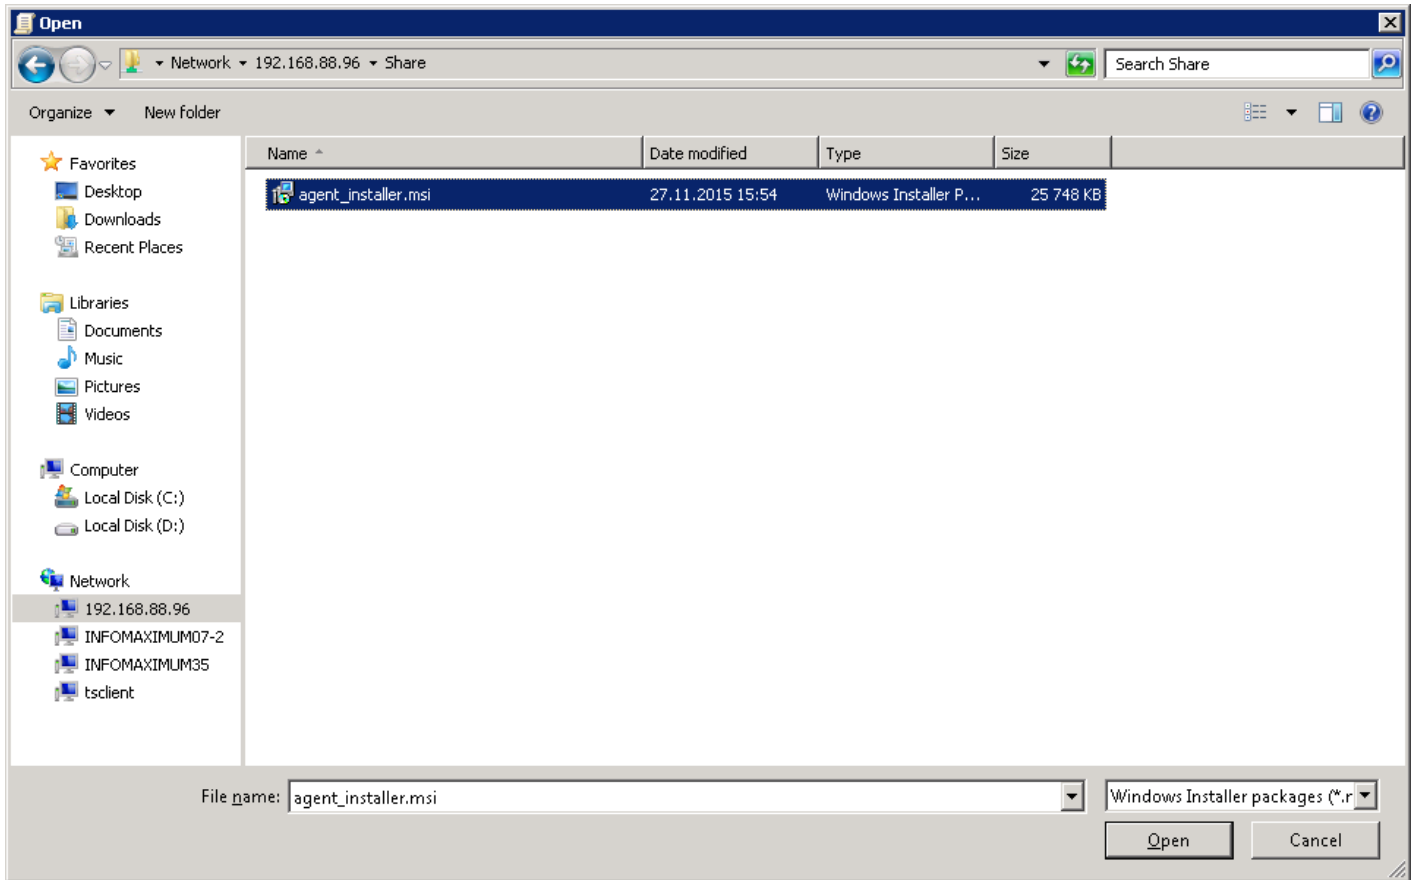 Open
Network 192.168.88.96 Share
Search Share
Organize New folder
Name Date modified Type Size
agent_installer.msi 27.11.2015 15:54 Windows Installer P... 25 748 KB
Favorites
Desktop
Downloads
Recent Places
Libraries
Documents
Music
Pictures
Videos
Computer
Local Disk (C:)
Local Disk (D:)
Network
192.168.88.96
INFOMAXIMUM07-2
INFOMAXIMUM35
tsclient
File name: agent_installer.msi Windows Installer packages (*.r
Open Cancel